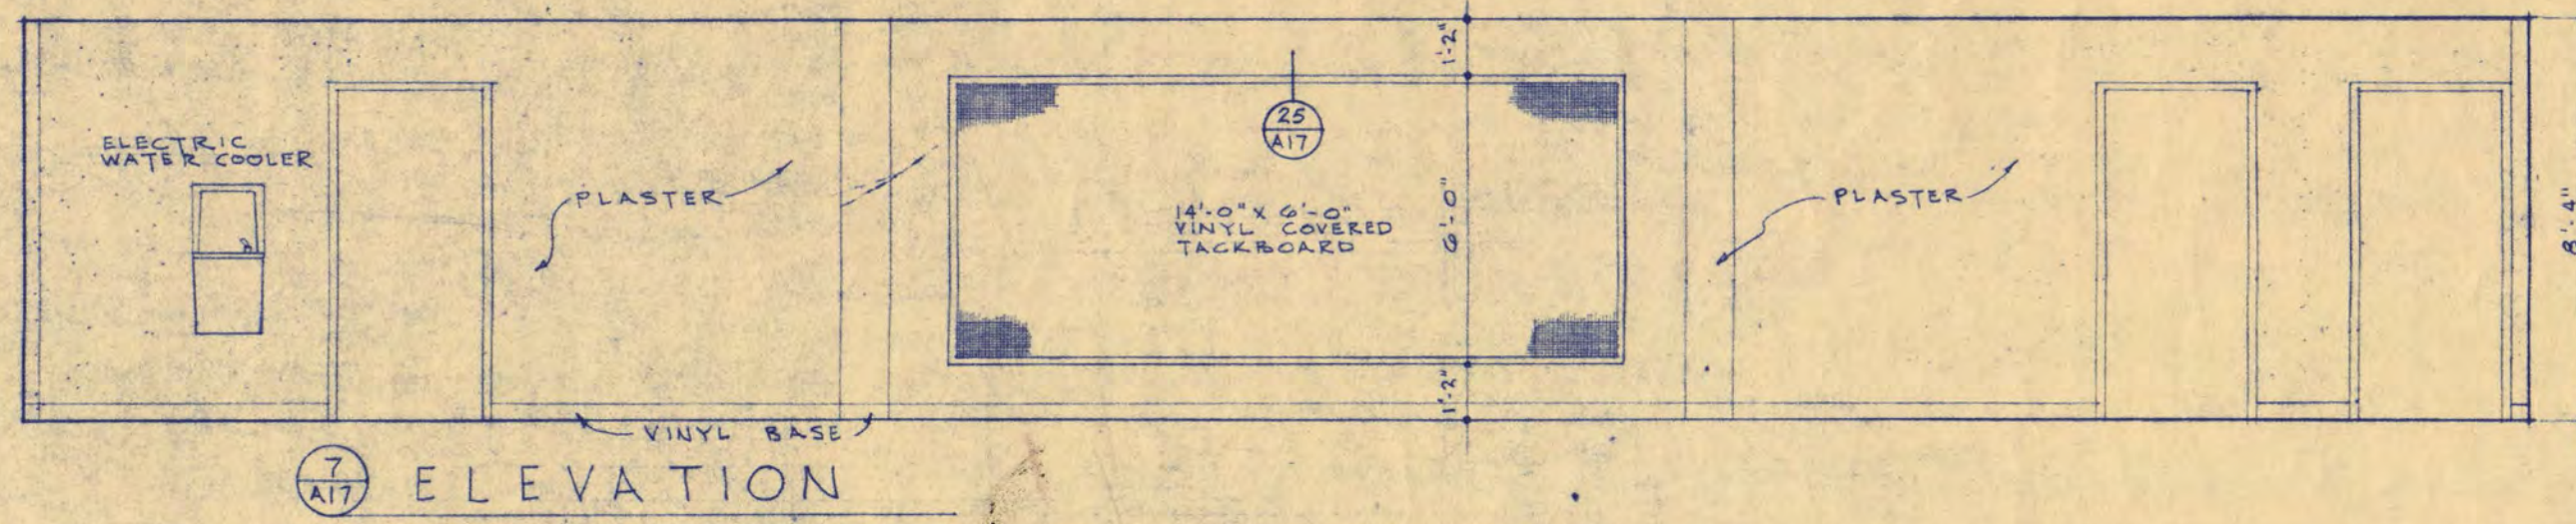 1'-2"
25
A17
ELECTRIC
WATER COOLER
PLASTER
14'-0" X 6'-0"
VINYL COVERED
TACKBOARD
6'-0"
PLASTER
8'-4"
1'-2"
VINYL BASE
7
A17
ELEVATION